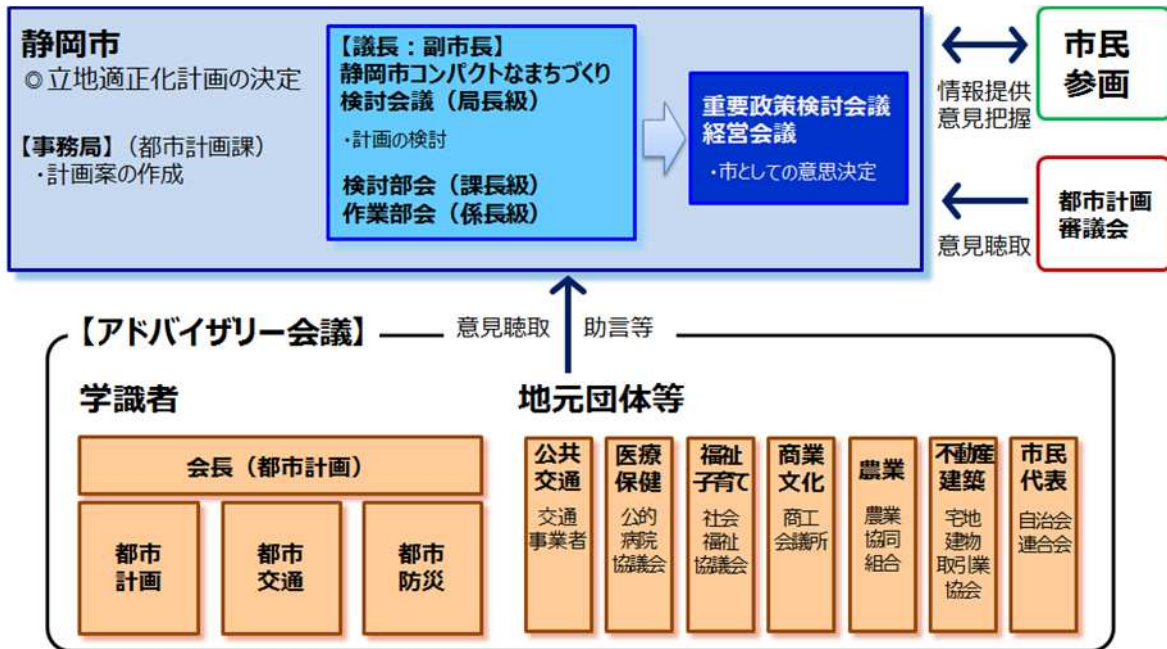 静岡市
◎立地適正化計画の決定
【事務局】（都市計画課）
・計画案の作成
【議長：副市長】
静岡市コンパクトなまちづくり
検討会議（局長級）
・計画の検討
検討部会（課長級）
作業部会（係長級）
重要政策検討会議
経営会議
・市としての意思決定
情報提供
意見把握
市民
参画
意見聴取
都市計画
審議会
意見聴取
助言等
【アドバイザリー会議】
学識者
会長（都市計画）
都市
計画
都市
交通
都市
防災
地元団体等
公共
交通
交通
事業者
医療
保健
公的
病院
協議会
福祉
子育て
社会
福祉
協議会
商業
文化
商工
会議所
農業
農業
協同
組合
不動産
建築
宅地
建物
取引業
協会
市民
代表
自治会
連合会